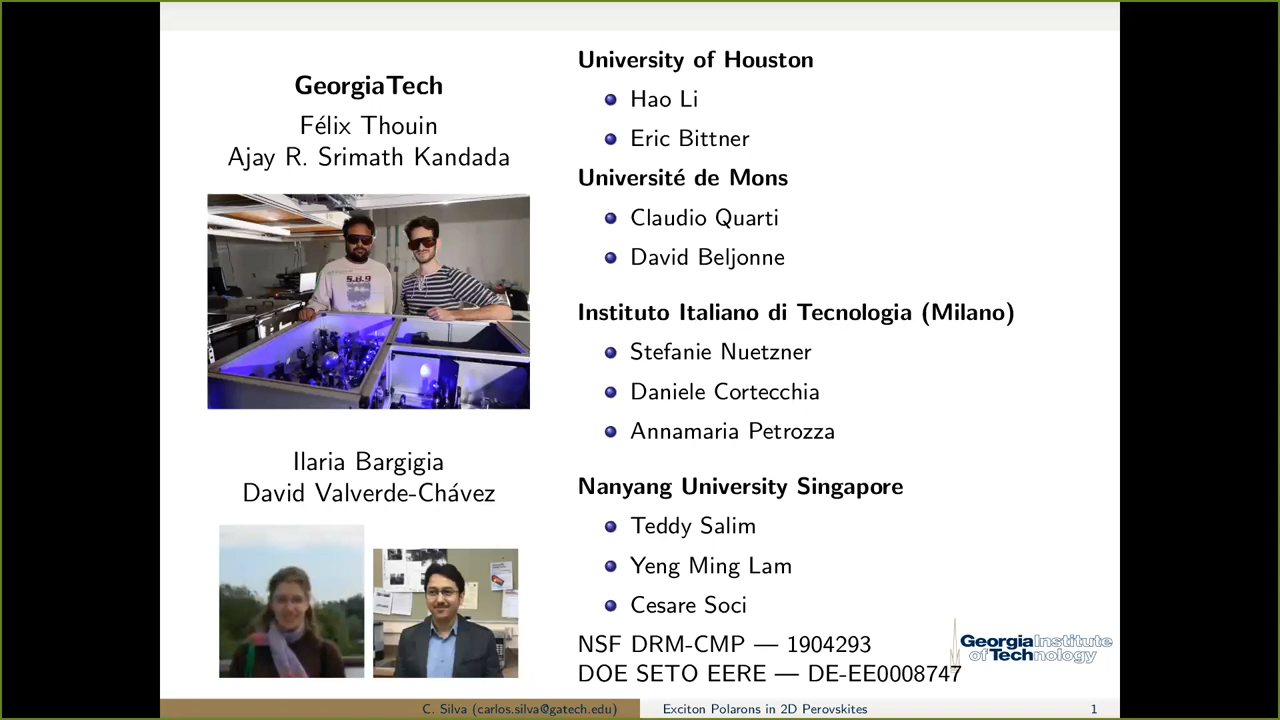 GeorgiaTech
Félix Thouin
Ajay R. Srimath Kandada
S.B.9
Ilaria Bargigia
David Valverde-Chávez
University of Houston
Hao Li
Eric Bittner
Université de Mons
Claudio Quarti
David Beljonne
Instituto Italiano di Tecnologia (Milano)
Stefanie Nuetzner
Daniele Cortecchia
Annamaria Petrozza
Nanyang University Singapore
Teddy Salim
Yeng Ming Lam
Cesare Soci
NSF DRM-CMP — 1904293
DOE SETO EERE — DE-EE0008747
Georgia Institute
of Technology
C. Silva (carlos.silva@gatech.edu)
Exciton Polarons in 2D Perovskites
1